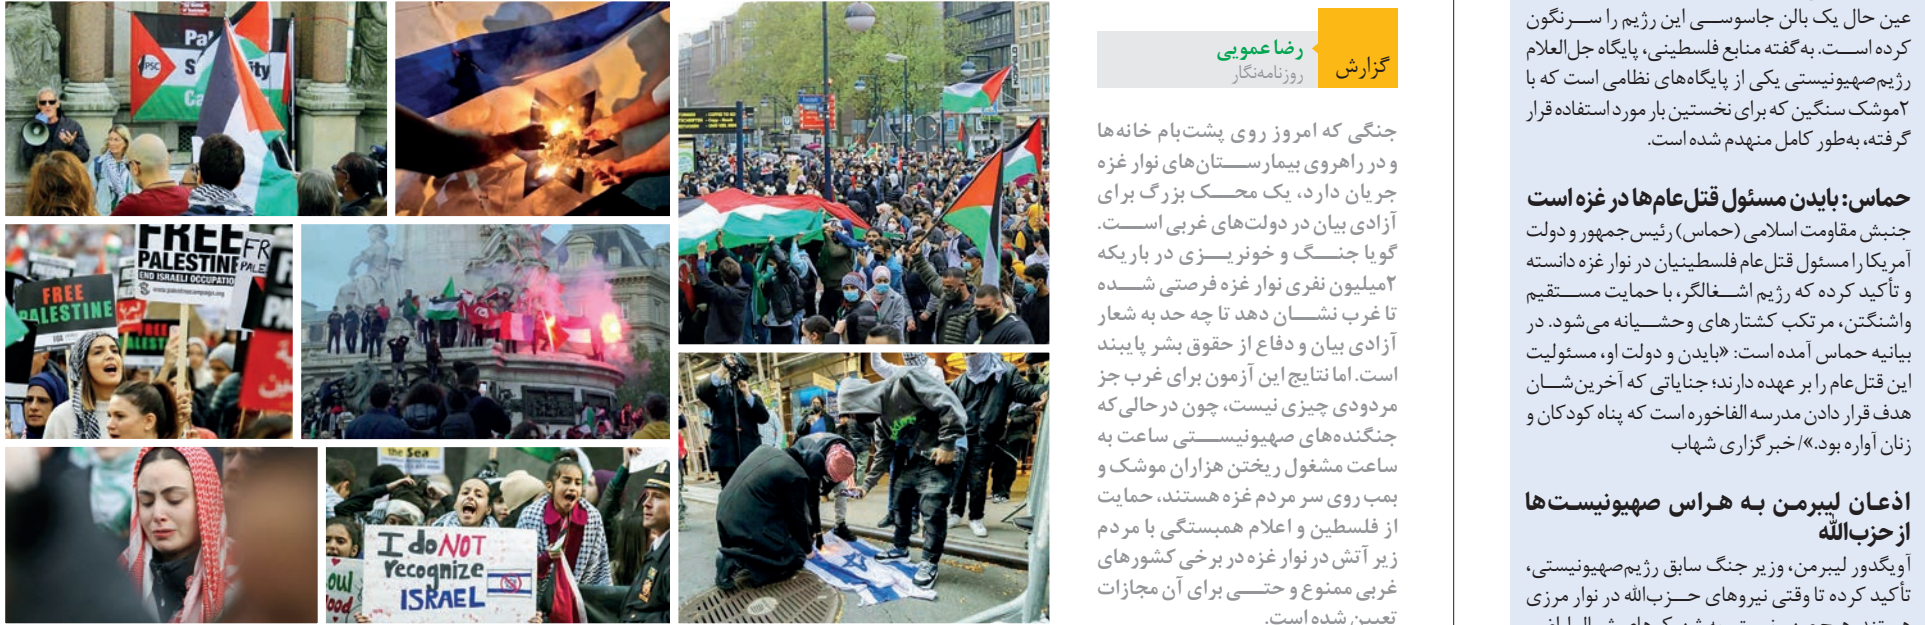 عین حال یک بالن جاسوسی این رژیم را سرنگون
کرده است. به‌گفته منابع فلسطینی، پایگاه جل‌العلام
رژیم‌صهیونیستی یکی از پایگاه‌های نظامی است که با
۲موشک سنگین که برای نخستین بار مورد استفاده قرار
گرفته، به‌طور کامل منهدم شده است.
حماس: بایدن مسئول قتل‌عام‌ها در غزه است
جنبش مقاومت اسلامی (حماس) رئیس‌جمهور و دولت
آمریکا را مسئول قتل‌عام فلسطینیان در نوار غزه دانسته
و تأکید کرده که رژیم اشغالگر، با حمایت مستقیم
واشنگتن، مرتکب کشتارهای وحشیانه می‌شود. در
بیانیه حماس آمده است: «بایدن و دولت او، مسئولیت
این قتل‌عام را بر عهده دارند؛ جنایاتی که آخرین‌شان
هدف قرار دادن مدرسه الفاخوره است که پناه کودکان و
زنان آواره بود.»/ خبرگزاری شهاب
اذعان لیبرمن به هراس صهیونیست‌ها
از حزب‌الله
آویگدور لیبرمن، وزیر جنگ سابق رژیم‌صهیونیستی،
تأکید کرده تا وقتی نیروهای حزب‌الله در نوار مرزی
گزارش
رضا عمویی
روزنامه‌نگار
جنگی که امروز روی پشت‌بام خانه‌ها
و در راهروی بیمارستان‌های نوار غزه
جریان دارد، یک محک بزرگ برای
آزادی بیان در دولت‌های غربی است.
گویا جنگ و خونریزی در باریکه
۲میلیون نفری نوار غزه فرصتی شده
تا غرب نشان دهد تا چه حد به شعار
آزادی بیان و دفاع از حقوق بشر پایبند
است. اما نتایج این آزمون برای غرب جز
مردودی چیزی نیست، چون در حالی که
جنگنده‌های صهیونیستی ساعت به
ساعت مشغول ریختن هزاران موشک و
بمب روی سر مردم غزه هستند، حمایت
از فلسطین و اعلام همبستگی با مردم
زیر آتش در نوار غزه در برخی کشورهای
غربی ممنوع و حتی برای آن مجازات
تعیین شده است.
PSC
FREE
PALESTINE
END ISRAELI OCCUPATIO
FREE
PALESTINE
FR
PALE
the Sea
I do NOT
recognize
ISRAEL